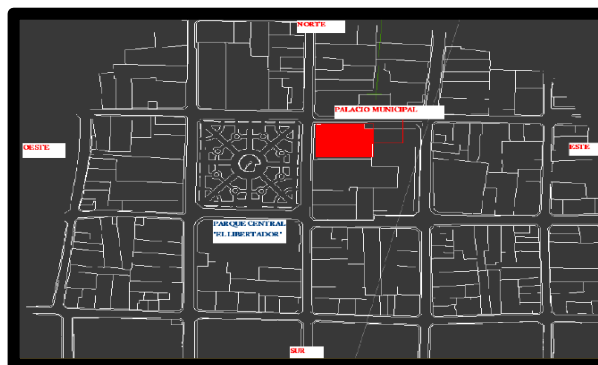 NORTE
PALACIO MUNICIPAL
OESTE
ESTE
PARQUE CENTRAL
"EL LIBERTADOR"
SUR